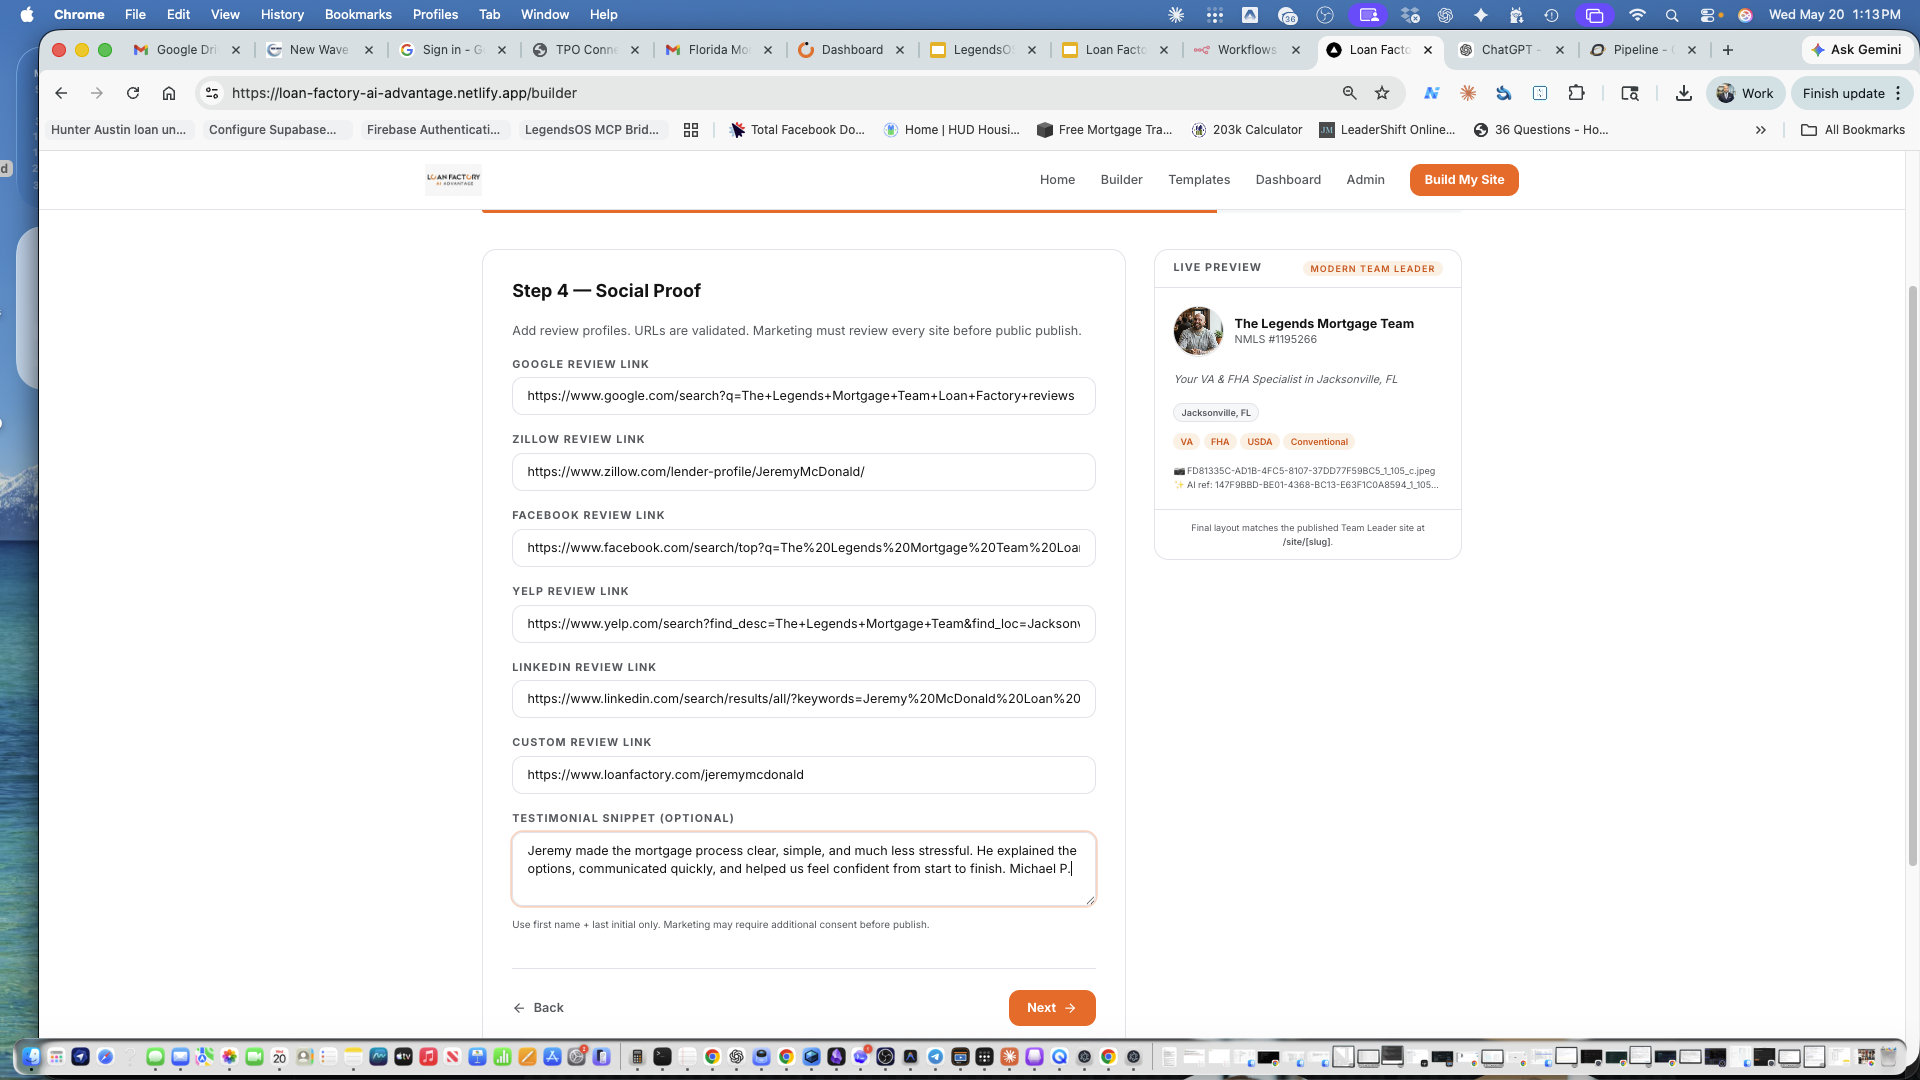 Chrome File Edit View History Bookmarks Profiles Tab Window Help
36
Wed May 20 1:13 PM
Google Dri
New Wave
Sign in - G
TPO Conne
Florida Mo
Dashboard
LegendsOS
Loan Facto
Workflows
Loan Facto
ChatGPT -
Pipeline -
Ask Gemini
https://loan-factory-ai-advantage.netlify.app/builder
Work
Finish update
Hunter Austin loan un...
Configure Supabase...
Firebase Authenticati...
LegendsOS MCP Brid...
Total Facebook Do...
Home | HUD Housi...
Free Mortgage Tra...
203k Calculator
JM
LeaderShift Online...
36 Questions - Ho...
All Bookmarks
LOAN FACTORY
AI ADVANTAGE
Home
Builder
Templates
Dashboard
Admin
Build My Site
Step 4 — Social Proof
Add review profiles. URLs are validated. Marketing must review every site before public publish.
GOOGLE REVIEW LINK
https://www.google.com/search?q=The+Legends+Mortgage+Team+Loan+Factory+reviews
ZILLOW REVIEW LINK
https://www.zillow.com/lender-profile/JeremyMcDonald/
FACEBOOK REVIEW LINK
https://www.facebook.com/search/top?q=The%20Legends%20Mortgage%20Team%20Loa
YELP REVIEW LINK
https://www.yelp.com/search?find_desc=The+Legends+Mortgage+Team&find_loc=Jackson
LINKEDIN REVIEW LINK
https://www.linkedin.com/search/results/all/?keywords=Jeremy%20McDonald%20Loan%20
CUSTOM REVIEW LINK
https://www.loanfactory.com/jeremymcdonald
TESTIMONIAL SNIPPET (OPTIONAL)
Jeremy made the mortgage process clear, simple, and much less stressful. He explained the
options, communicated quickly, and helped us feel confident from start to finish. Michael P.
Use first name + last initial only. Marketing may require additional consent before publish.
Back
Next
LIVE PREVIEW
MODERN TEAM LEADER
The Legends Mortgage Team
NMLS #1195266
Your VA & FHA Specialist in Jacksonville, FL
Jacksonville, FL
VA
FHA
USDA
Conventional
FD81335C-AD1B-4FC5-8107-37DD77F59BC5_1_105_c.jpeg
AI ref: 147F9BBD-BE01-4368-BC13-E63F1C0A8594_1_105...
Final layout matches the published Team Leader site at
/site/[slug].